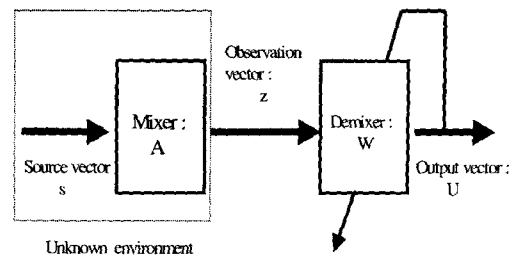 Observation
vector :
z
Mixer :
A
Demixer :
W
Source vector
s
Output vector :
U
Unknown environment